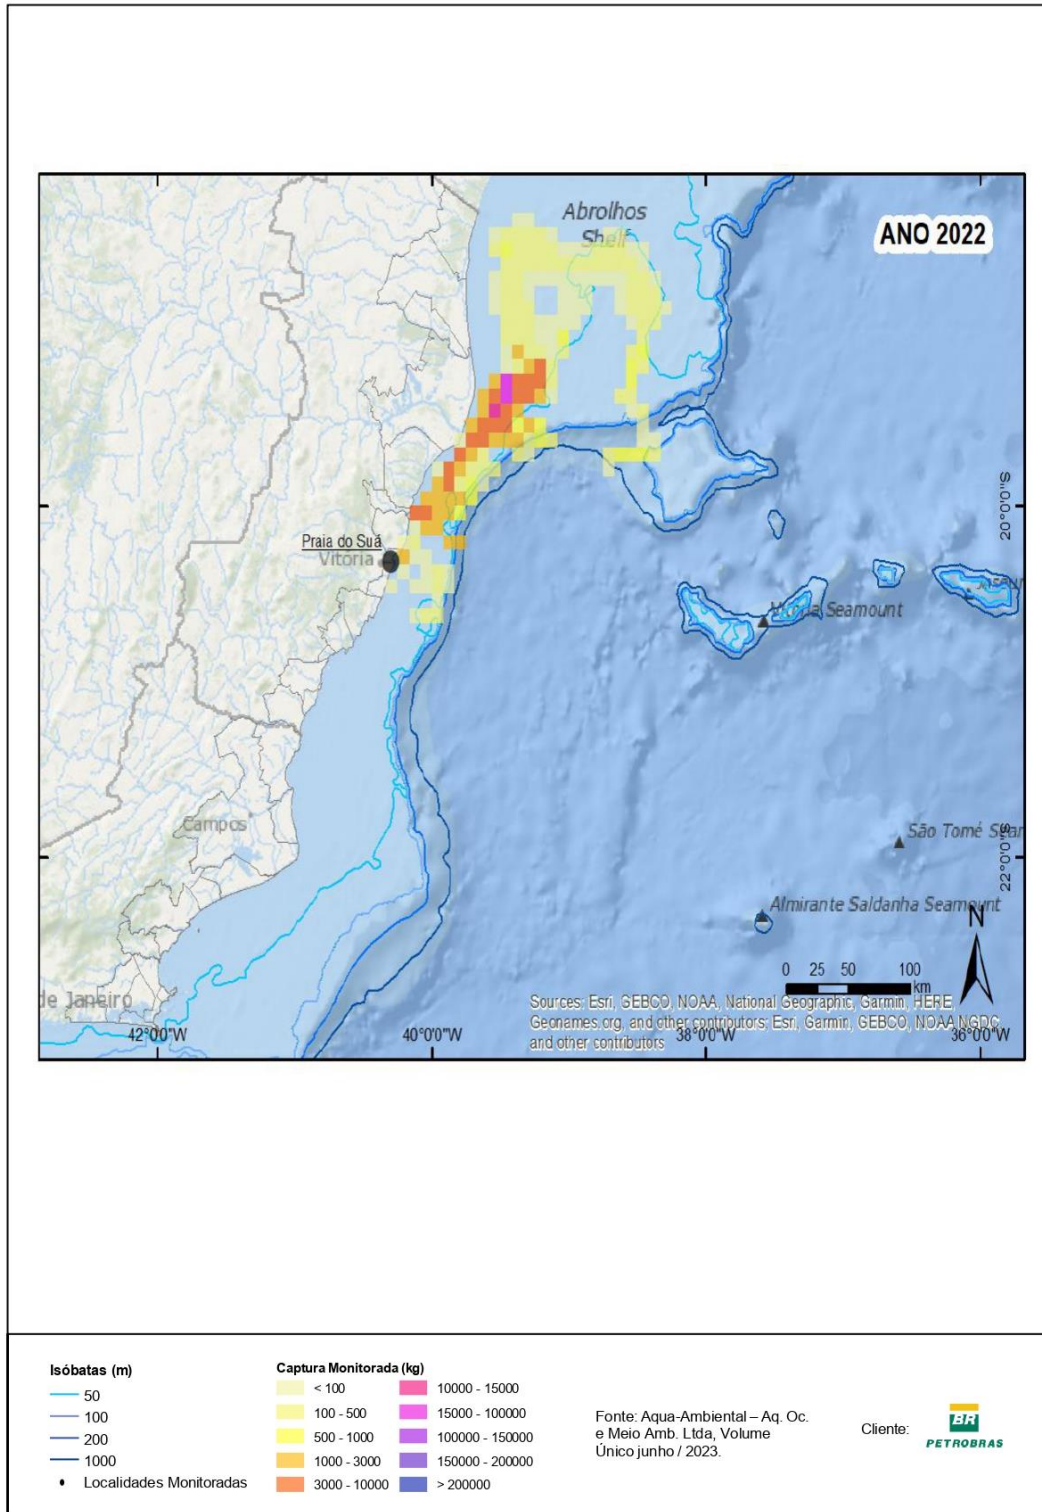 Abrolhos
Shelf
ANO 2022
20°0'0"S
Praia do Suá
Vitória
Vitória Seamount
Campos
São Tomé
22°0'0"S
Almirante Saldanha Seamount
N
0 25 50 100
km
de Janeiro
Sources: Esri, GEBCO, NOAA, National Geographic, Garmin, HERE,
Geonames.org, and other contributors; Esri, Garmin, GEBCO, NOAA NGDC,
and other contributors
42°0'0"W
40°0'0"W
38°0'0"W
36°0'0"W
Isóbatas (m)
50
100
200
1000
Localidades Monitoradas
Captura Monitorada (kg)
< 100
100 - 500
500 - 1000
1000 - 3000
3000 - 10000
10000 - 15000
15000 - 100000
100000 - 150000
150000 - 200000
> 200000
Fonte: Aqua-Ambiental – Aq. Oc.
e Meio Amb. Ltda, Volume
Único junho / 2023.
Cliente:
BR
PETROBRAS